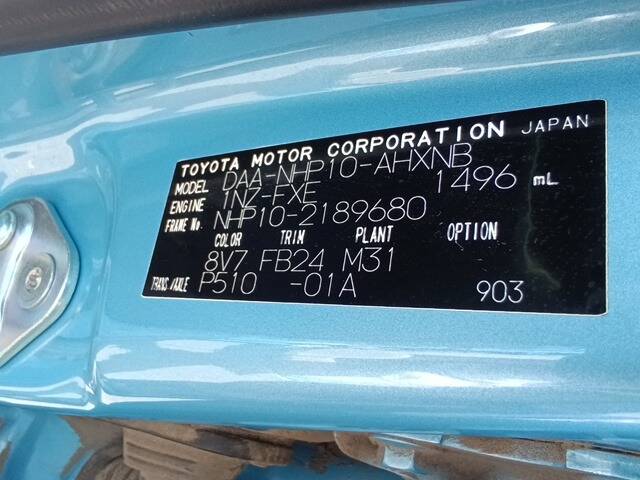 TOYOTA MOTOR CORPORATION JAPAN
MODEL DAA-NHP10-AHXNB
ENGINE 1NZ-FXE 1496 mL
FRAME No. NHP10-2189680
COLOR TRIM PLANT OPTION
8V7 FB24 M31
TRANS./AXLE P510 -01A 903